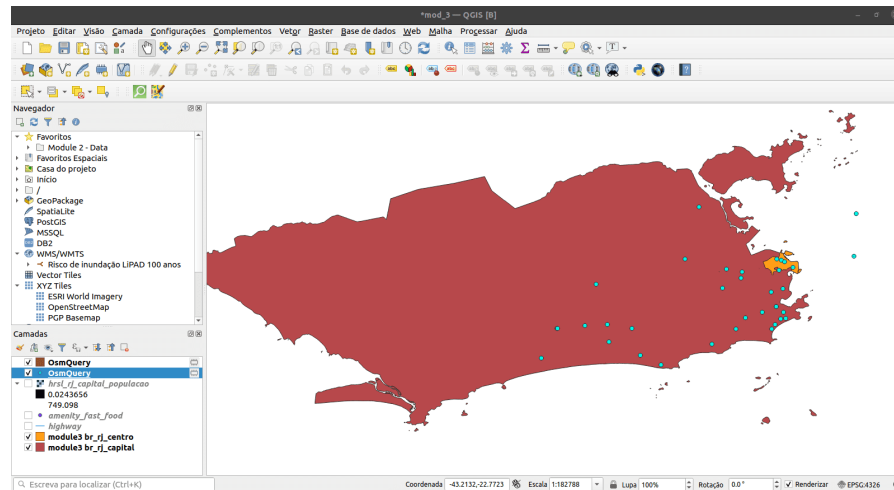 *mod_3 — QGIS [B]
Projeto Editar Visão Camada Configurações Complementos Vetor Raster Base de dados Web Malha Processar Ajuda
Navegador
Favoritos
Module 2 - Data
Favoritos Espaciais
Casa do projeto
Início
/
GeoPackage
SpatiaLite
PostGIS
MSSQL
DB2
WMS/WMTS
Risco de inundação LiPAD 100 anos
Vector Tiles
XYZ Tiles
ESRI World Imagery
OpenStreetMap
PGP Basemap
Camadas
OsmQuery
OsmQuery
hrsl_rj_capital_populacao
0.0243656
749.098
amenity_fast_food
highway
module3 br_rj_centro
module3 br_rj_capital
Escreva para localizar (Ctrl+K)
Coordenada -43.2132,-22.7723 Escala 1:182788 Lupa 100% Rotação 0.0° Renderizar EPSG:4326